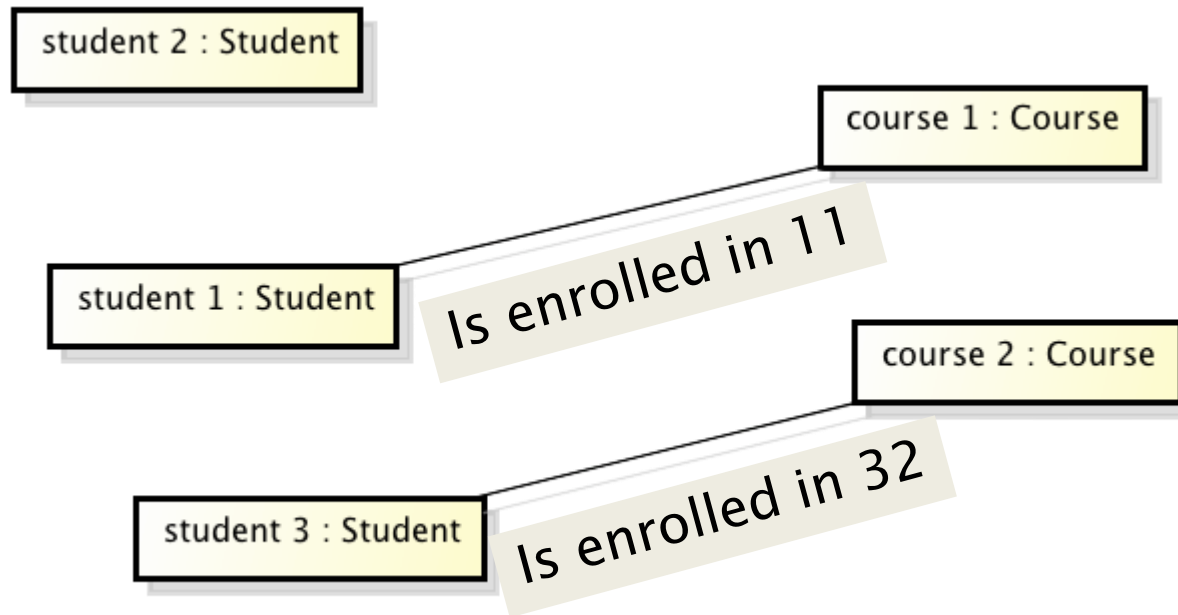 student 2 : Student
course 1 : Course
student 1 : Student
Is enrolled in 11
course 2 : Course
student 3 : Student
Is enrolled in 32